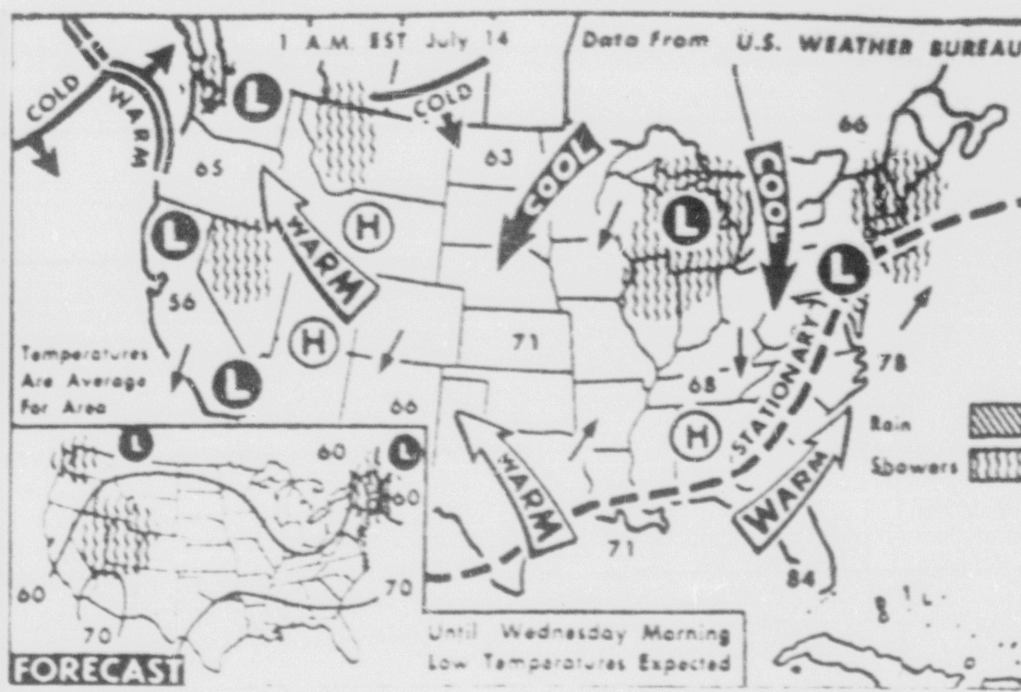 1 A.M. EST July 14
Data From U.S. WEATHER BUREAU
COLD
WARM
L
COLD
65
63
COOL
COOL
66
L
WARM
H
L
L
56
H
71
STATIONARY
78
Temperatures
Are Average
For Area
L
66
68
H
Rain
Showers
WARM
WARM
71
84
L
60
L
60
60
70
70
FORECAST
Until Wednesday Morning
Low Temperatures Expected